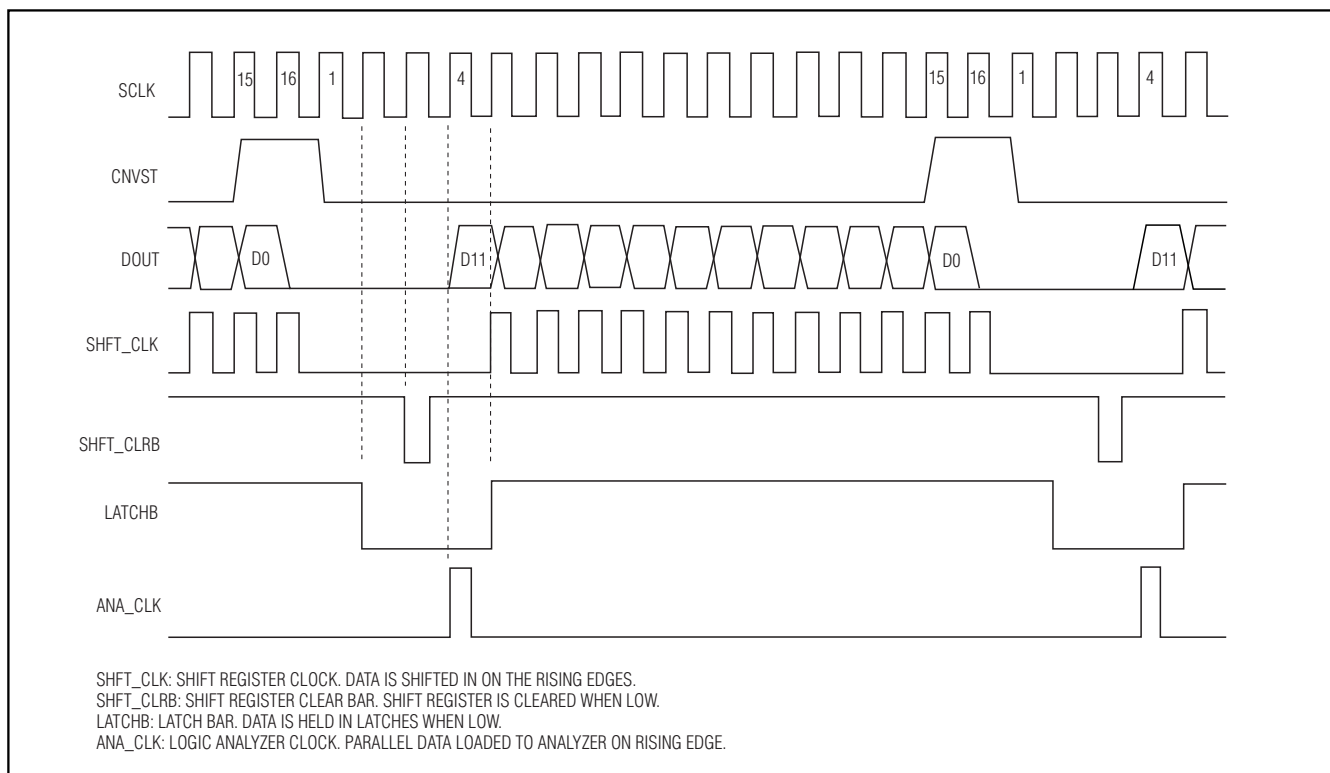 SCLK 15 16 1 4 15 16 1 4
CNVST
DOUT D0 D11 D0 D11
SHFT_CLK
SHFT_CLRB
LATCHB
ANA_CLK
SHFT_CLK: SHIFT REGISTER CLOCK. DATA IS SHIFTED IN ON THE RISING EDGES.
SHFT_CLRB: SHIFT REGISTER CLEAR BAR. SHIFT REGISTER IS CLEARED WHEN LOW.
LATCHB: LATCH BAR. DATA IS HELD IN LATCHES WHEN LOW.
ANA_CLK: LOGIC ANALYZER CLOCK. PARALLEL DATA LOADED TO ANALYZER ON RISING EDGE.